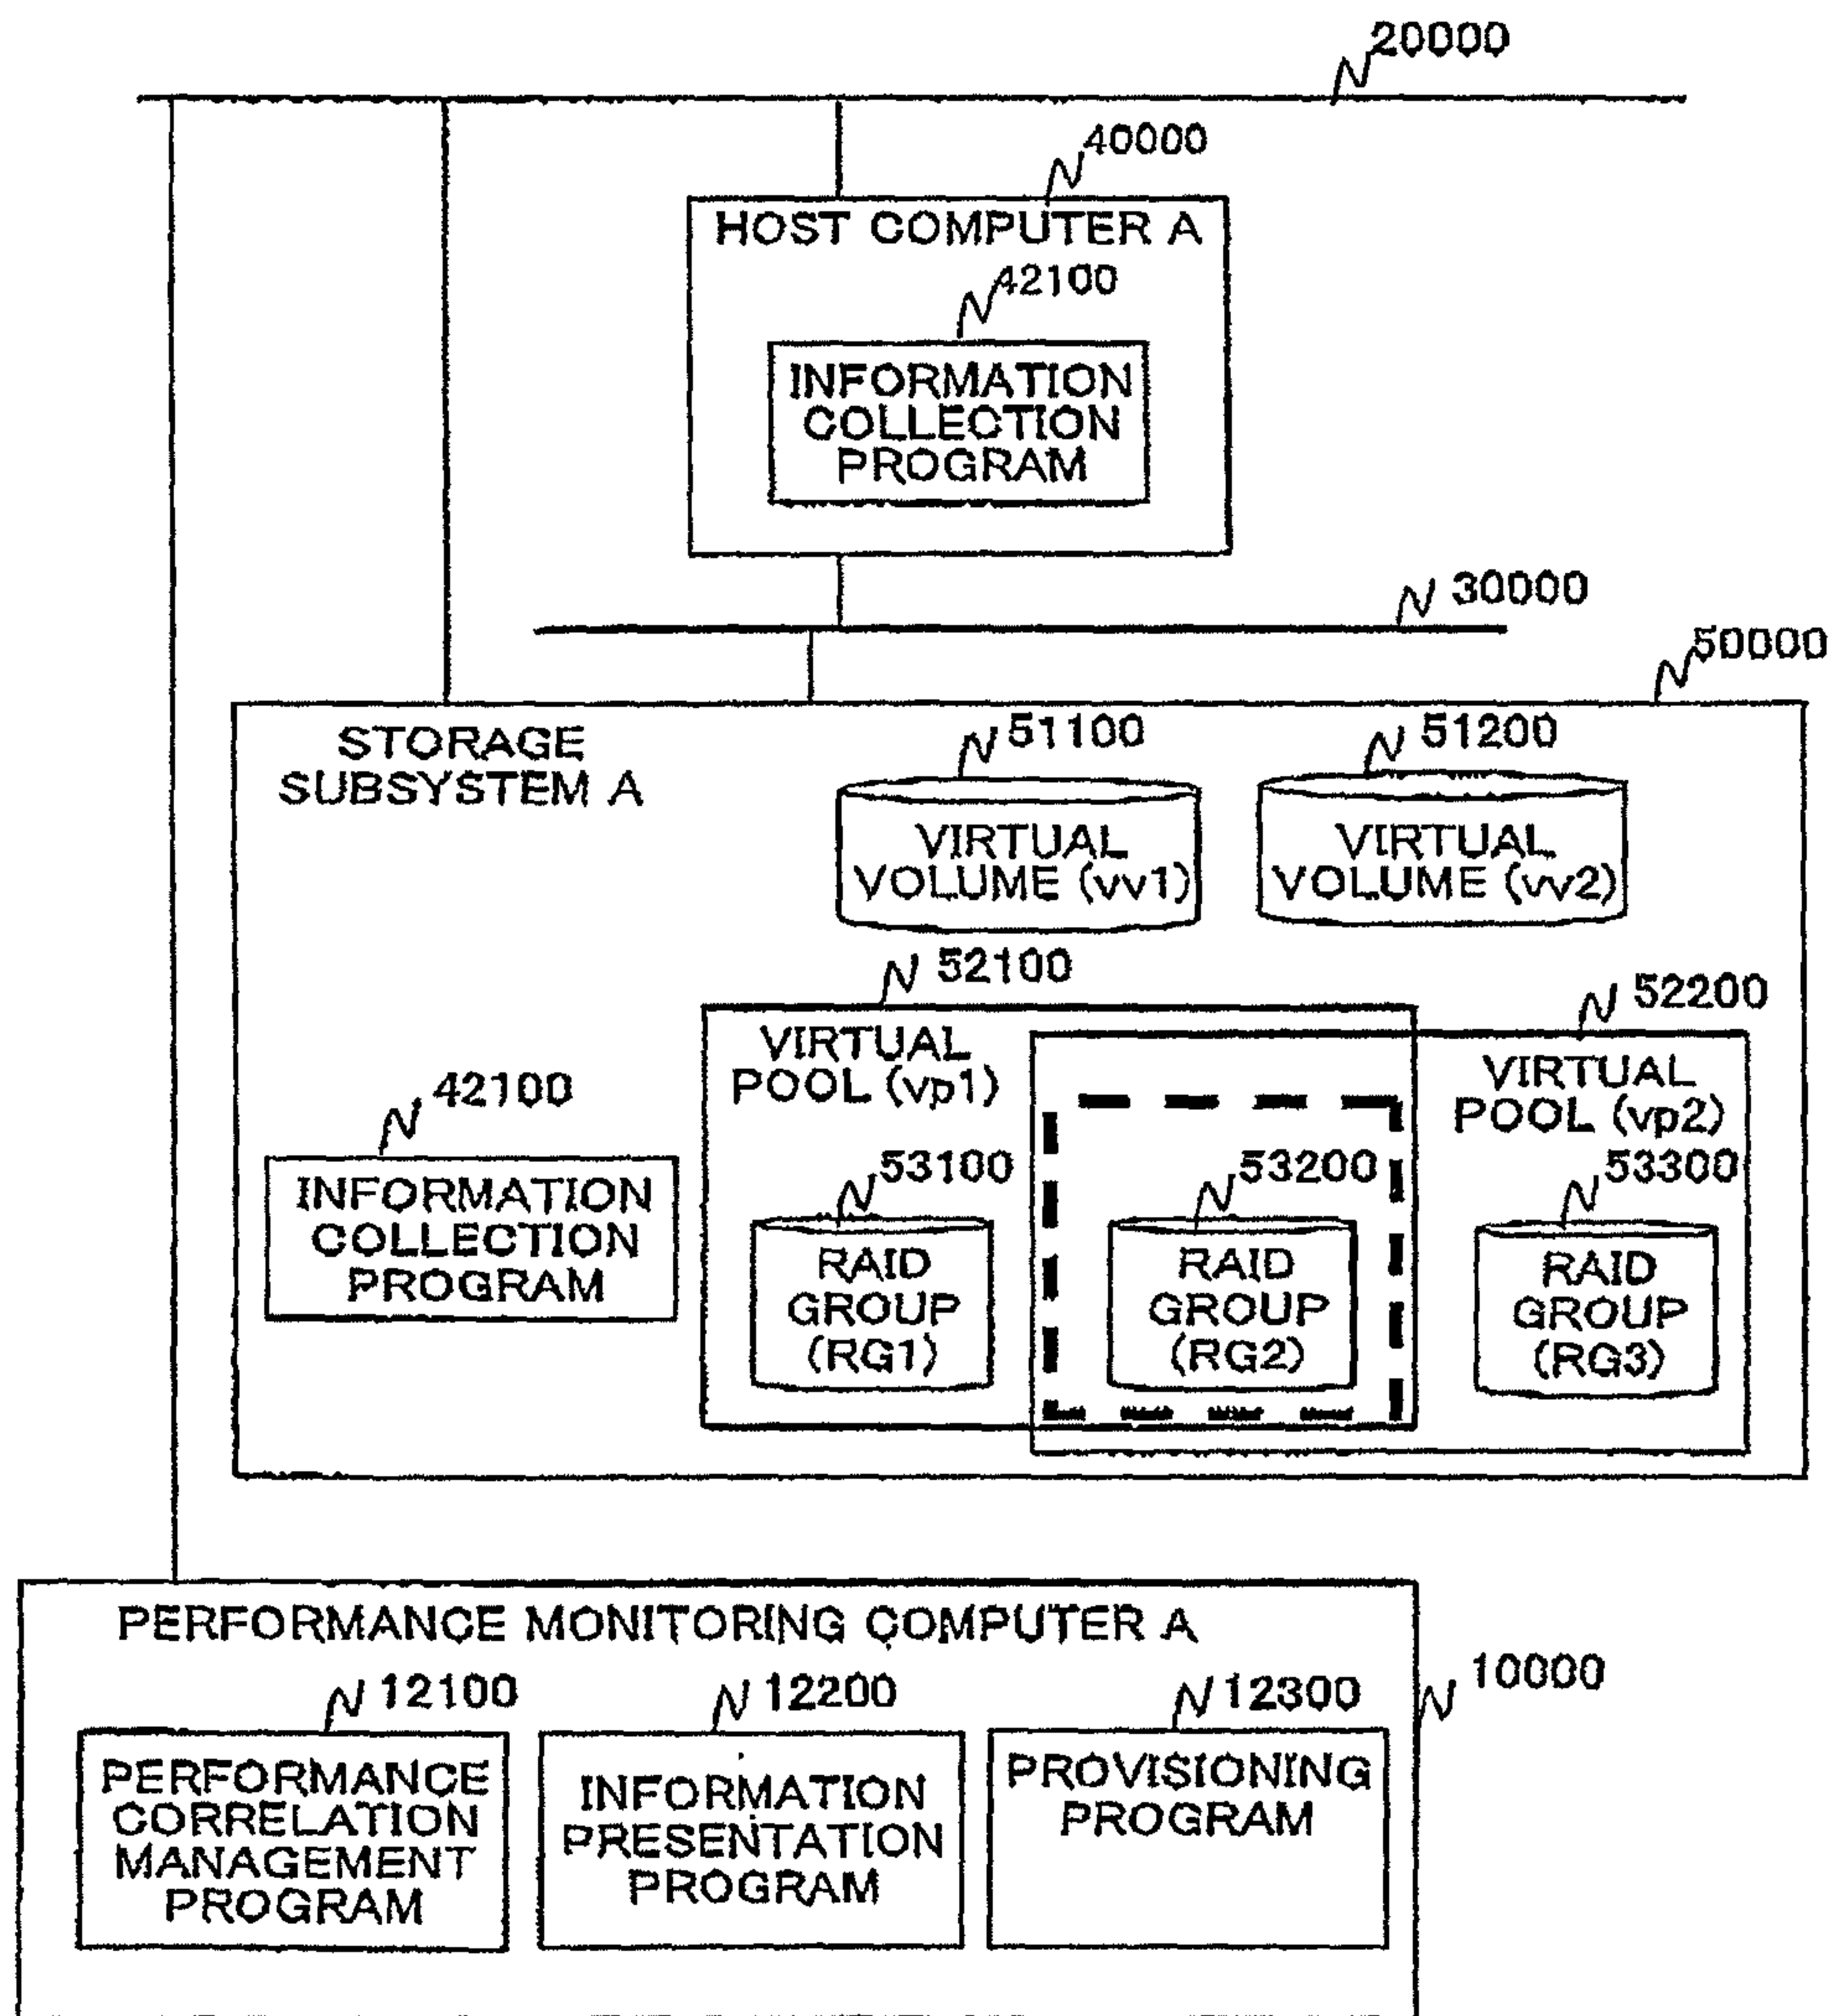 20000
40000
HOST COMPUTER A
42100
INFORMATION
COLLECTION
PROGRAM
30000
50000
STORAGE
SUBSYSTEM A
51100
51200
VIRTUAL
VOLUME (vv1)
VIRTUAL
VOLUME (vv2)
52100
52200
VIRTUAL
POOL (vp1)
VIRTUAL
POOL (vp2)
42100
INFORMATION
COLLECTION
PROGRAM
53100
53200
53300
RAID
GROUP
(RG1)
RAID
GROUP
(RG2)
RAID
GROUP
(RG3)
PERFORMANCE MONITORING COMPUTER A
10000
12100
12200
12300
PERFORMANCE
CORRELATION
MANAGEMENT
PROGRAM
INFORMATION
PRESENTATION
PROGRAM
PROVISIONING
PROGRAM